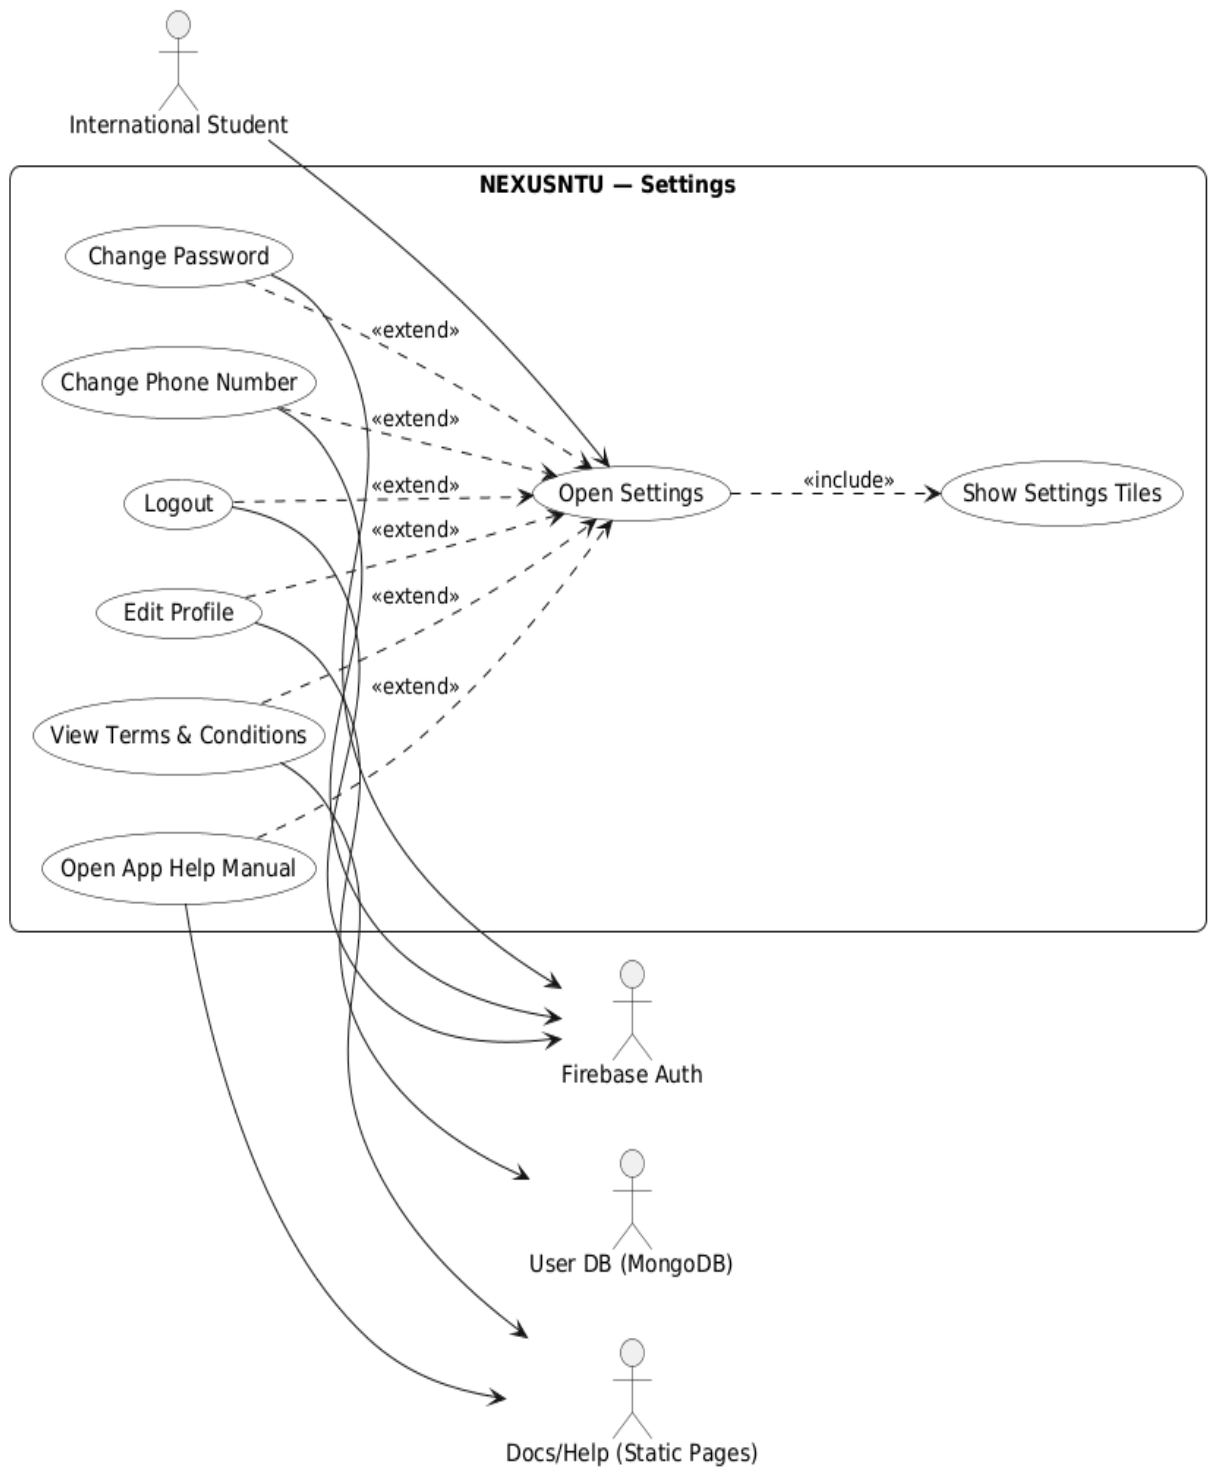 International Student
NEXUSNTU — Settings
Change Password
«extend»
Change Phone Number
«extend»
«extend»
Logout
Open Settings
«include»
Show Settings Tiles
«extend»
Edit Profile
«extend»
«extend»
View Terms & Conditions
Open App Help Manual
Firebase Auth
User DB (MongoDB)
Docs/Help (Static Pages)